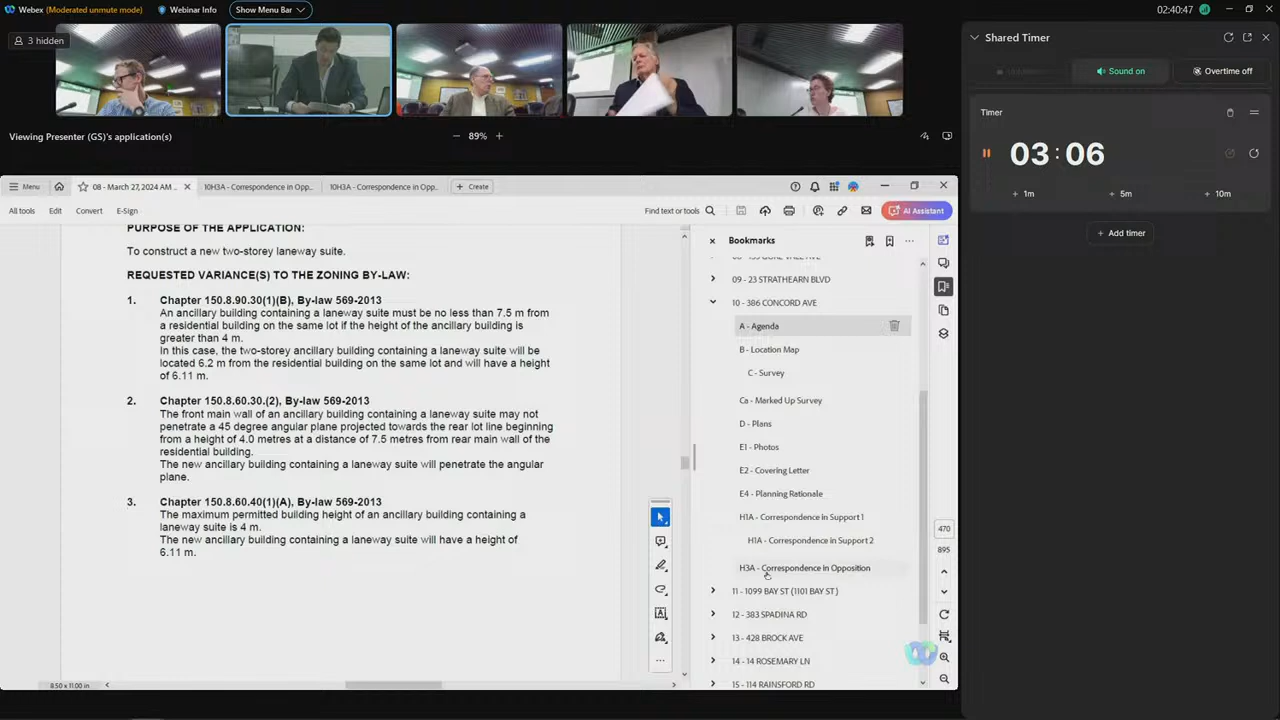 Webex (Moderated unmute mode) Webinar Info Show Menu Bar 02:40:47
3 hidden
Shared Timer
Sound on Overtime off
Timer
03:06
+ 1m + 5m + 10m
+ Add timer
Viewing Presenter (GS)'s application(s) − 89% +
Menu 08 - March 27, 2024 AM ... 10H3A - Correspondence in Opp... 10H3A - Correspondence in Opp... + Create
All tools Edit Convert E-Sign Find text or tools AI Assistant
PURPOSE OF THE APPLICATION:
To construct a new two-storey laneway suite.
REQUESTED VARIANCE(S) TO THE ZONING BY-LAW:
1. Chapter 150.8.90.30(1)(B), By-law 569-2013
An ancillary building containing a laneway suite must be no less than 7.5 m from
a residential building on the same lot if the height of the ancillary building is
greater than 4 m.
In this case, the two-storey ancillary building containing a laneway suite will be
located 6.2 m from the residential building on the same lot and will have a height
of 6.11 m.
2. Chapter 150.8.60.30.(2), By-law 569-2013
The front main wall of an ancillary building containing a laneway suite may not
penetrate a 45 degree angular plane projected towards the rear lot line beginning
from a height of 4.0 metres at a distance of 7.5 metres from rear main wall of the
residential building.
The new ancillary building containing a laneway suite will penetrate the angular
plane.
3. Chapter 150.8.60.40(1)(A), By-law 569-2013
The maximum permitted building height of an ancillary building containing a
laneway suite is 4 m.
The new ancillary building containing a laneway suite will have a height of
6.11 m.
8.50 x 11.00 in
Bookmarks
09 - 23 STRATHEARN BLVD
10 - 386 CONCORD AVE
A - Agenda
B - Location Map
C - Survey
Ca - Marked Up Survey
D - Plans
E1 - Photos
E2 - Covering Letter
E4 - Planning Rationale
H1A - Correspondence in Support 1
H1A - Correspondence in Support 2
H3A - Correspondence in Opposition
11 - 1099 BAY ST (1101 BAY ST)
12 - 383 SPADINA RD
13 - 428 BROCK AVE
14 - 14 ROSEMARY LN
15 - 114 RAINSFORD RD
470
895